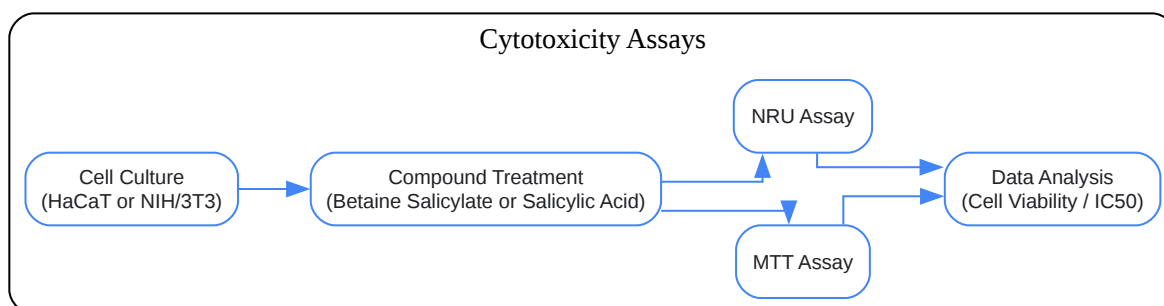 Cytotoxicity Assays
NRU Assay
Cell Culture
(HaCaT or NIH/3T3)
Compound Treatment
(Betaine Salicylate or Salicylic Acid)
Data Analysis
(Cell Viability / IC50)
MTT Assay